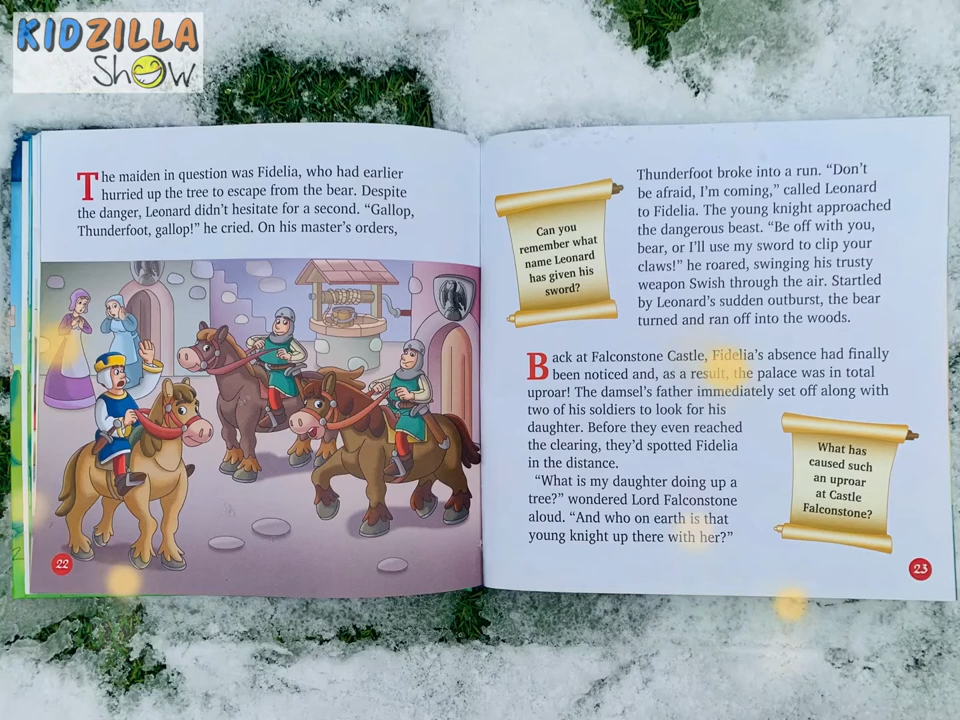 KIDZILLA
Show
The maiden in question was Fidelia, who had earlier
hurried up the tree to escape from the bear. Despite
the danger, Leonard didn't hesitate for a second. “Gallop,
Thunderfoot, gallop!” he cried. On his master's orders,
22
Thunderfoot broke into a run. “Don't
be afraid, I'm coming,” called Leonard
to Fidelia. The young knight approached
the dangerous beast. “Be off with you,
bear, or I'll use my sword to clip your
claws!” he roared, swinging his trusty
weapon Swish through the air. Startled
by Leonard's sudden outburst, the bear
turned and ran off into the woods.
Can you
remember what
name Leonard
has given his
sword?
Back at Falconstone Castle, Fidelia's absence had finally
been noticed and, as a result, the palace was in total
uproar! The damsel's father immediately set off along with
two of his soldiers to look for his
daughter. Before they even reached
the clearing, they'd spotted Fidelia
in the distance.
“What is my daughter doing up a
tree?” wondered Lord Falconstone
aloud. “And who on earth is that
young knight up there with her?”
What has
caused such
an uproar
at Castle
Falconstone?
23